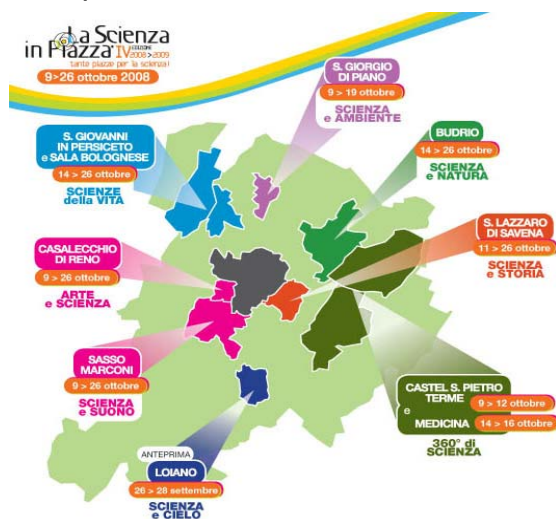 La Scienza
in Piazza IV EDIZIONE 2008>2009
tante piazze per la scienza!
9>26 ottobre 2008
S. GIORGIO
DI PIANO
9 > 19 ottobre
SCIENZA
e AMBIENTE
S. GIOVANNI
IN PERSICETO
e SALA BOLOGNESE
14 > 26 ottobre
SCIENZE
della VITA
BUDRIO
14 > 26 ottobre
SCIENZA
e NATURA
S. LAZZARO
DI SAVENA
11 > 26 ottobre
SCIENZA
e STORIA
CASALECCHIO
DI RENO
9 > 26 ottobre
ARTE
e SCIENZA
SASSO
MARCONI
9 > 26 ottobre
SCIENZA
e SUONO
CASTEL S. PIETRO
TERME 9 > 12 ottobre
e
MEDICINA 14 > 16 ottobre
360° di
SCIENZA
ANTEPRIMA
LOIANO
26 > 28 settembre
SCIENZA
e CIELO